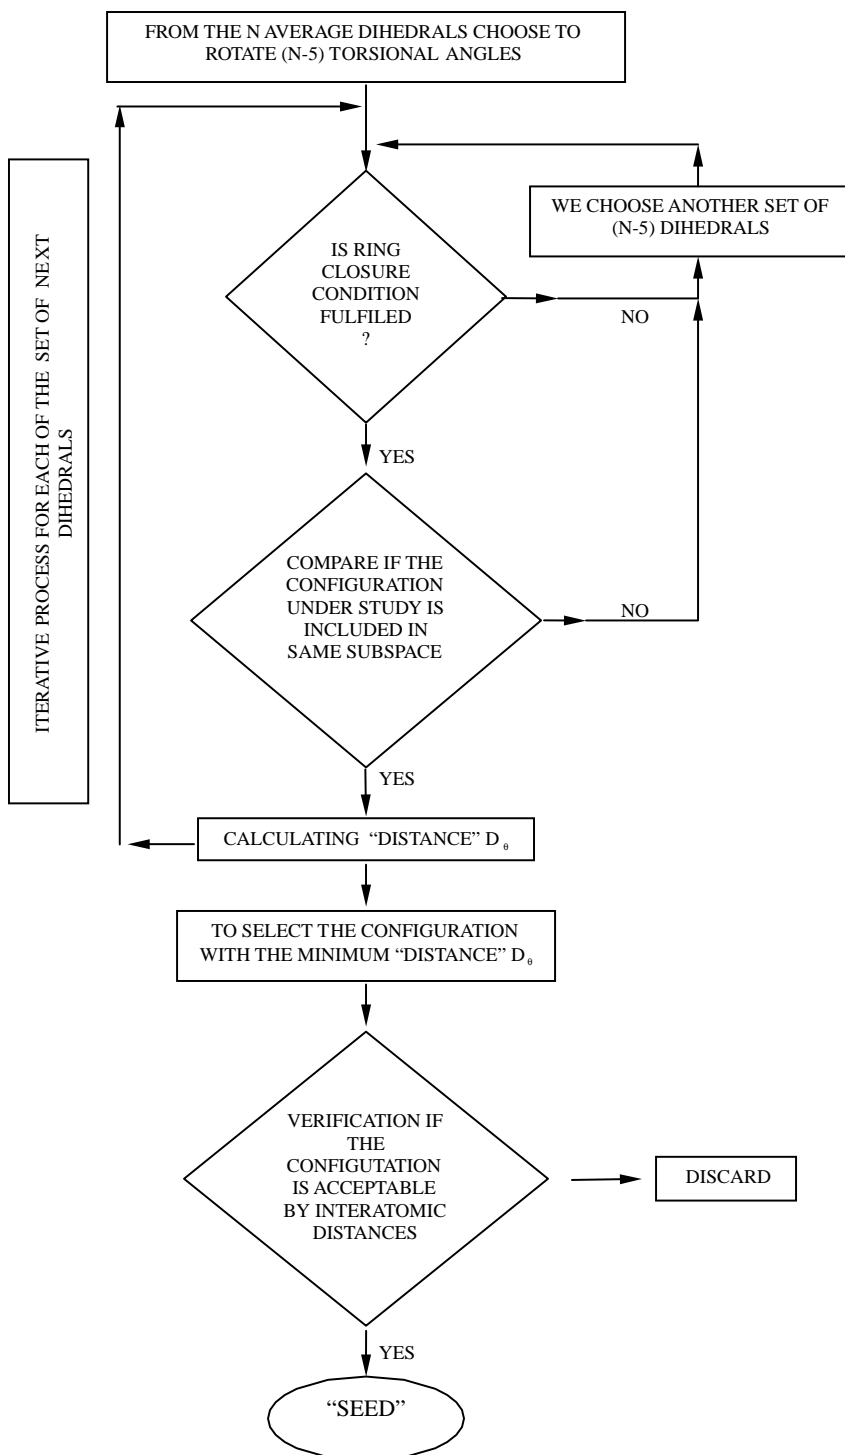 FROM THE N AVERAGE DIHEDRALS CHOOSE TO
ROTATE (N-5) TORSIONAL ANGLES
WE CHOOSE ANOTHER SET OF
(N-5) DIHEDRALS
IS RING
CLOSURE
CONDITION
FULFILED
?
NO
YES
ITERATIVE PROCESS FOR EACH OF THE SET OF NEXT
DIHEDRALS
COMPARE IF THE
CONFIGURATION
UNDER STUDY IS
INCLUDED IN
SAME SUBSPACE
NO
YES
CALCULATING “DISTANCE” D θ
TO SELECT THE CONFIGURATION
WITH THE MINIMUM “DISTANCE” D θ
VERIFICATION IF
THE
CONFIGUTATION
IS ACCEPTABLE
BY INTERATOMIC
DISTANCES
DISCARD
YES
“SEED”